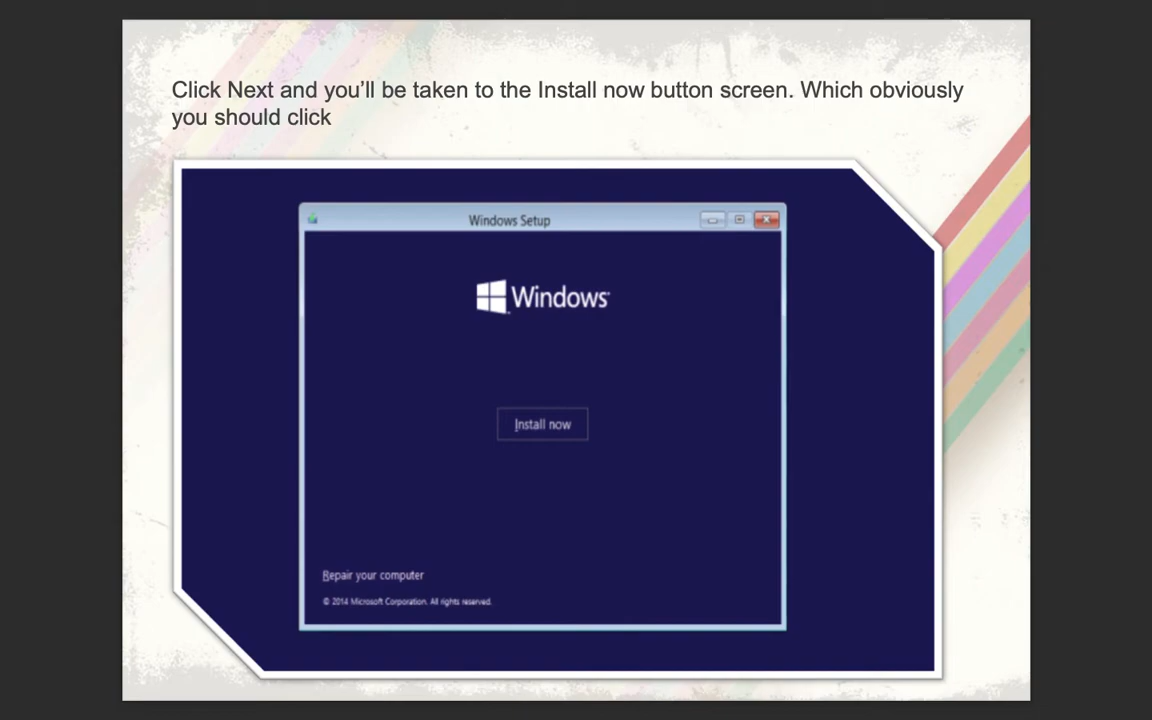 Click Next and you’ll be taken to the Install now button screen. Which obviously
you should click
Windows Setup
Windows
Install now
Repair your computer
© 2014 Microsoft Corporation. All rights reserved.